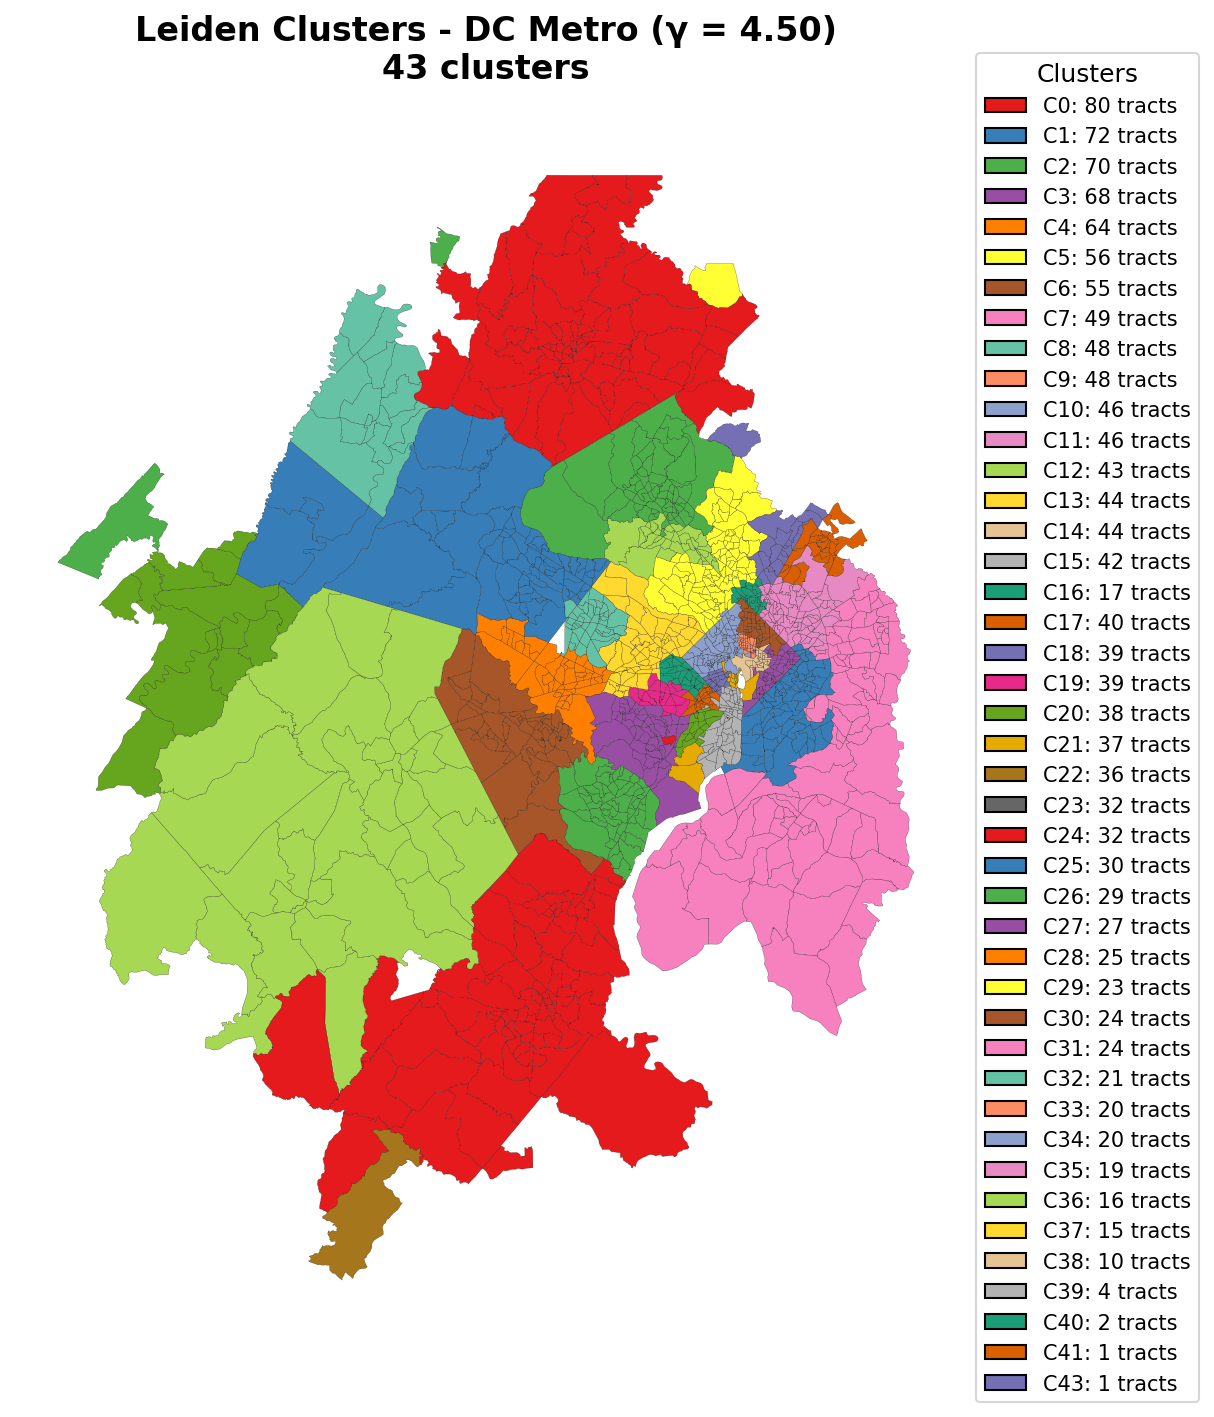 Leiden Clusters - DC Metro (γ = 4.50)
43 clusters
Clusters
C0: 80 tracts
C1: 72 tracts
C2: 70 tracts
C3: 68 tracts
C4: 64 tracts
C5: 56 tracts
C6: 55 tracts
C7: 49 tracts
C8: 48 tracts
C9: 48 tracts
C10: 46 tracts
C11: 46 tracts
C12: 43 tracts
C13: 44 tracts
C14: 44 tracts
C15: 42 tracts
C16: 17 tracts
C17: 40 tracts
C18: 39 tracts
C19: 39 tracts
C20: 38 tracts
C21: 37 tracts
C22: 36 tracts
C23: 32 tracts
C24: 32 tracts
C25: 30 tracts
C26: 29 tracts
C27: 27 tracts
C28: 25 tracts
C29: 23 tracts
C30: 24 tracts
C31: 24 tracts
C32: 21 tracts
C33: 20 tracts
C34: 20 tracts
C35: 19 tracts
C36: 16 tracts
C37: 15 tracts
C38: 10 tracts
C39: 4 tracts
C40: 2 tracts
C41: 1 tracts
C43: 1 tracts